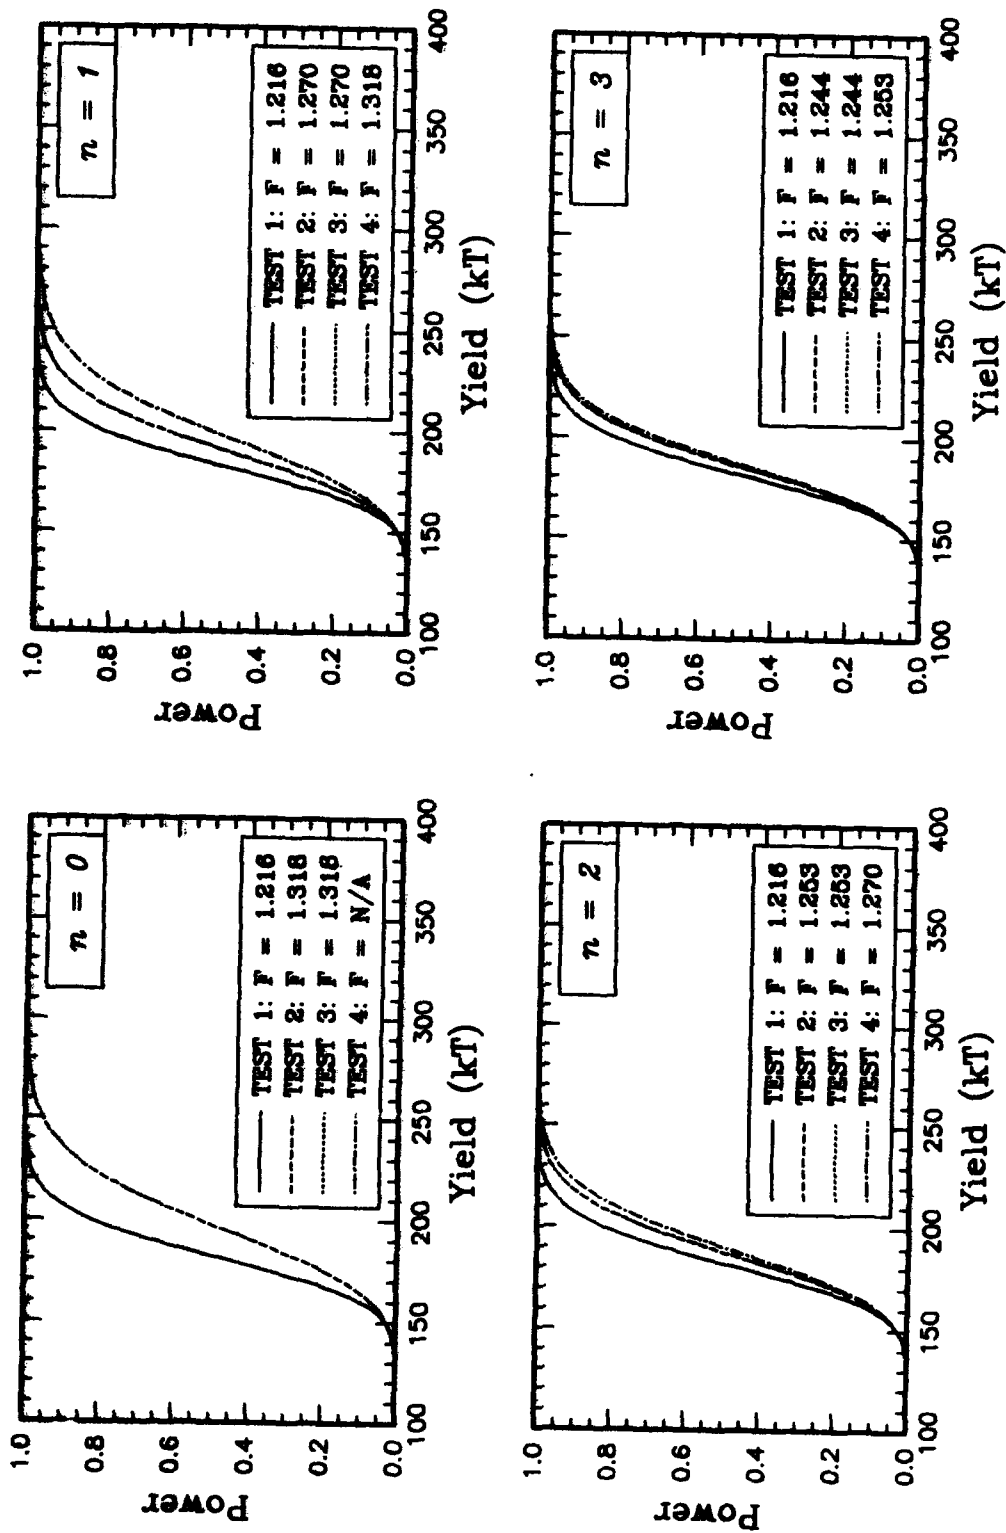 n = 0
Power
1.0
0.8
0.6
0.4
0.2
0.0
TEST 1: F = 1.216
TEST 2: F = 1.318
TEST 3: F = 1.318
TEST 4: F = N/A
100 150 200 250 300 350 400
Yield (kT)
n = 1
Power
1.0
0.8
0.6
0.4
0.2
0.0
TEST 1: F = 1.216
TEST 2: F = 1.270
TEST 3: F = 1.270
TEST 4: F = 1.318
100 150 200 250 300 350 400
Yield (kT)
n = 2
Power
1.0
0.8
0.6
0.4
0.2
0.0
TEST 1: F = 1.216
TEST 2: F = 1.253
TEST 3: F = 1.253
TEST 4: F = 1.270
100 150 200 250 300 350 400
Yield (kT)
n = 3
Power
1.0
0.8
0.6
0.4
0.2
0.0
TEST 1: F = 1.216
TEST 2: F = 1.244
TEST 3: F = 1.244
TEST 4: F = 1.253
100 150 200 250 300 350 400
Yield (kT)